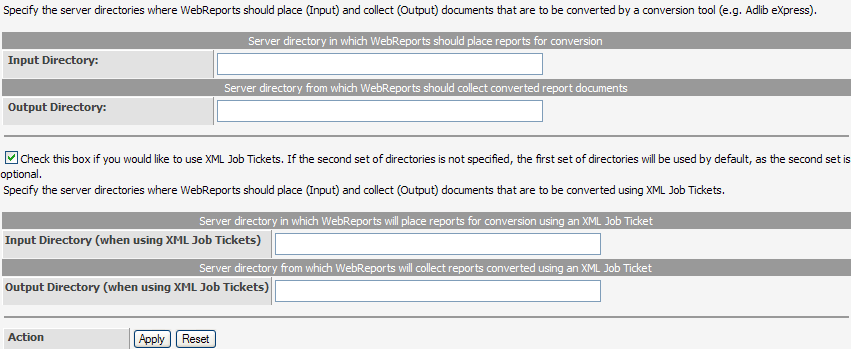 Specify the server directories where WebReports should place (Input) and collect (Output) documents that are to be converted by a conversion tool (e.g. Adlib eXpress).
Server directory in which WebReports should place reports for conversion
Input Directory:
Server directory from which WebReports should collect converted report documents
Output Directory:
Check this box if you would like to use XML Job Tickets. If the second set of directories is not specified, the first set of directories will be used by default, as the second set is
optional.
Specify the server directories where WebReports should place (Input) and collect (Output) documents that are to be converted using XML Job Tickets.
Server directory in which WebReports will place reports for conversion using an XML Job Ticket
Input Directory (when using XML Job Tickets)
Server directory from which WebReports will collect reports converted using an XML Job Ticket
Output Directory (when using XML Job Tickets)
Action Apply Reset